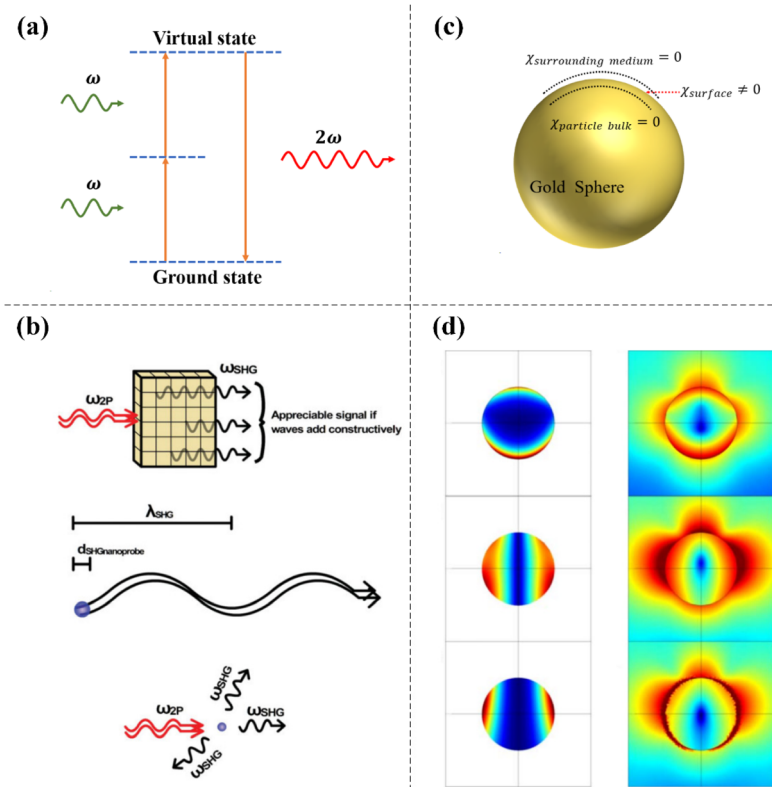 (a)
Virtual state
ω
2ω
ω
Ground state
(c)
χsurrounding medium = 0
χsurface ≠ 0
χparticle bulk = 0
Gold Sphere
(b)
ωSHG
ω2P
Appreciable signal if
waves add constructively
λSHG
dSHGnanoprobe
ωSHG
ω2P
ωSHG
ωSHG
(d)